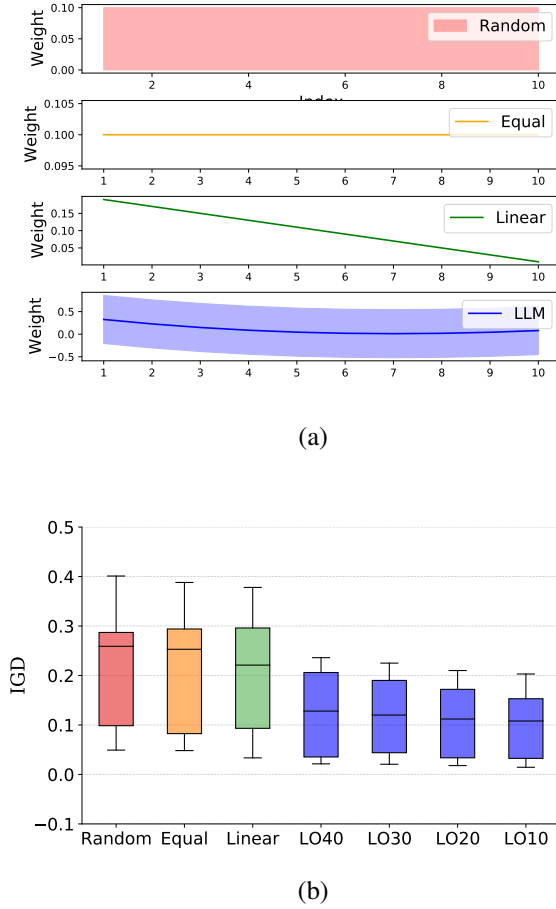 0.10
0.05
0.00
Weight
Random
2 4 6 8 10
Index
0.105
0.100
0.095
Weight
Equal
1 2 3 4 5 6 7 8 9 10
0.15
0.10
0.05
Weight
Linear
1 2 3 4 5 6 7 8 9 10
0.5
0.0
−0.5
Weight
LLM
1 2 3 4 5 6 7 8 9 10
(a)
0.5
0.4
0.3
0.2
0.1
0.0
−0.1
IGD
Random Equal Linear LO40 LO30 LO20 LO10
(b)